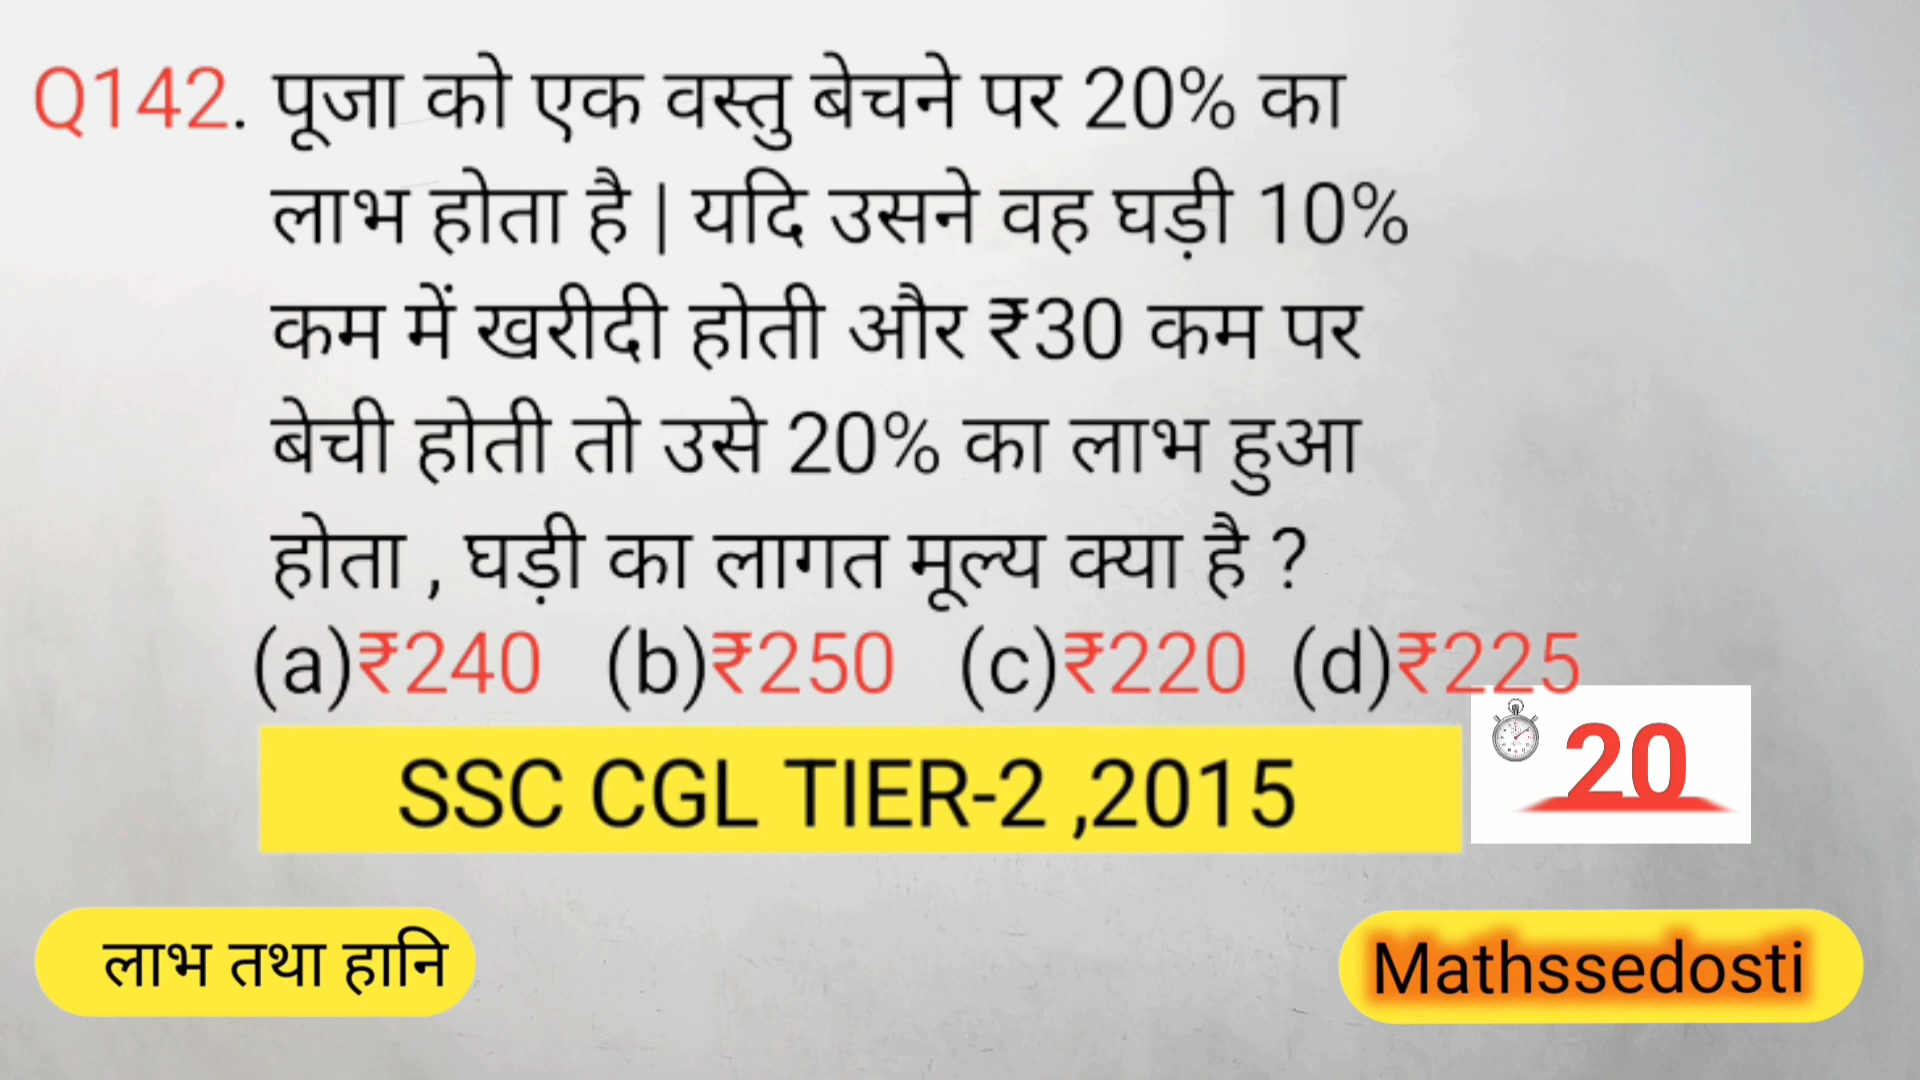 Q142. पूजा को एक वस्तु बेचने पर 20% का
लाभ होता है | यदि उसने वह घड़ी 10%
कम में खरीदी होती और ₹30 कम पर
बेची होती तो उसे 20% का लाभ हुआ
होता , घड़ी का लागत मूल्य क्या है ?
(a)₹240 (b)₹250 (c)₹220 (d)₹225
SSC CGL TIER-2 ,2015
20
लाभ तथा हानि
Mathssedosti